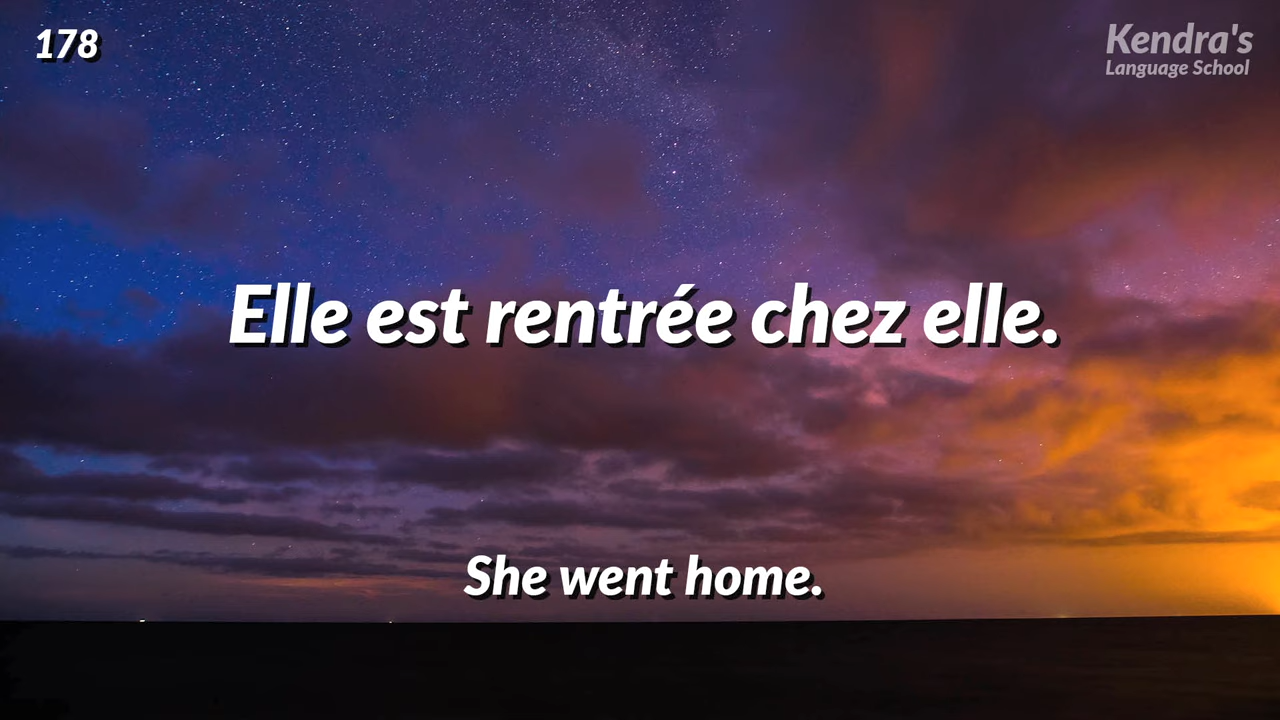 178
Kendra's
Language School
Elle est rentrée chez elle.
She went home.